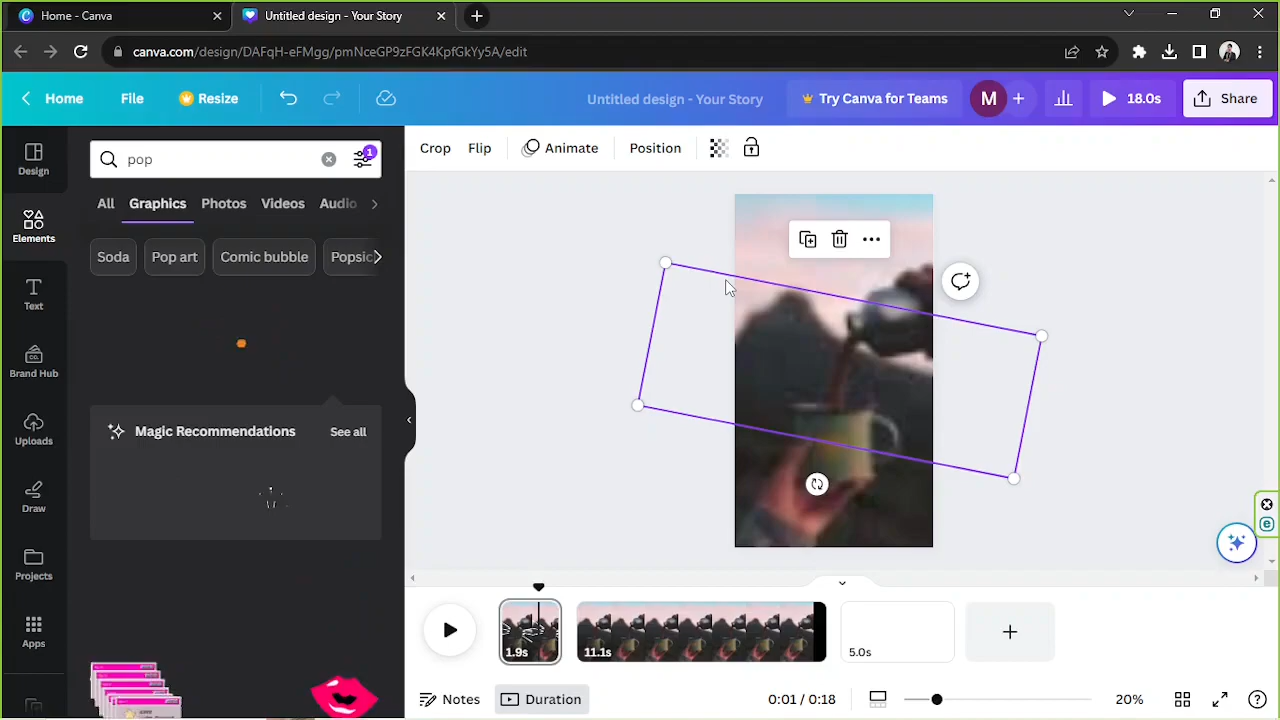 Home - Canva
Untitled design - Your Story
canva.com/design/DAFqH-eFMgg/pmNceGP9zFGK4KpfGkYy5A/edit
Home
File
Resize
Untitled design - Your Story
Try Canva for Teams
M
18.0s
Share
Design
Elements
Text
Brand Hub
Uploads
Draw
Projects
Apps
pop
1
All
Graphics
Photos
Videos
Audio
Soda
Pop art
Comic bubble
Popsic
Magic Recommendations
See all
Crop
Flip
Animate
Position
1.9s
11.1s
5.0s
Notes
Duration
0:01 / 0:18
20%